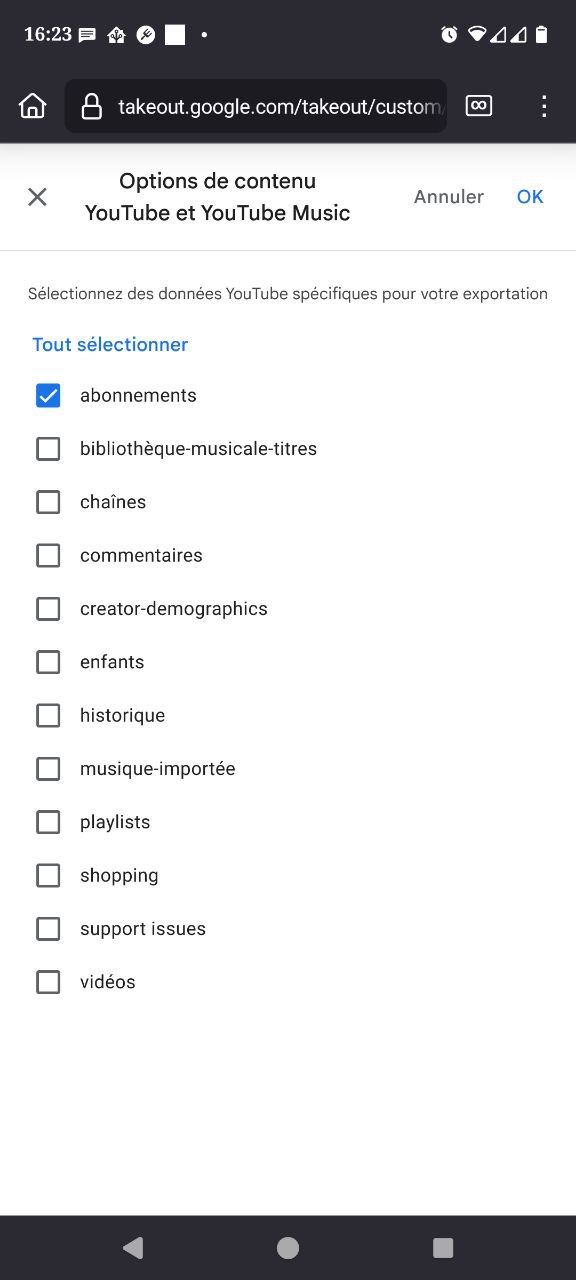 16:23
takeout.google.com/takeout/custom/
Options de contenu
YouTube et YouTube Music
Annuler
OK
Sélectionnez des données YouTube spécifiques pour votre exportation
Tout sélectionner
abonnements
bibliothèque-musicale-titres
chaînes
commentaires
creator-demographics
enfants
historique
musique-importée
playlists
shopping
support issues
vidéos